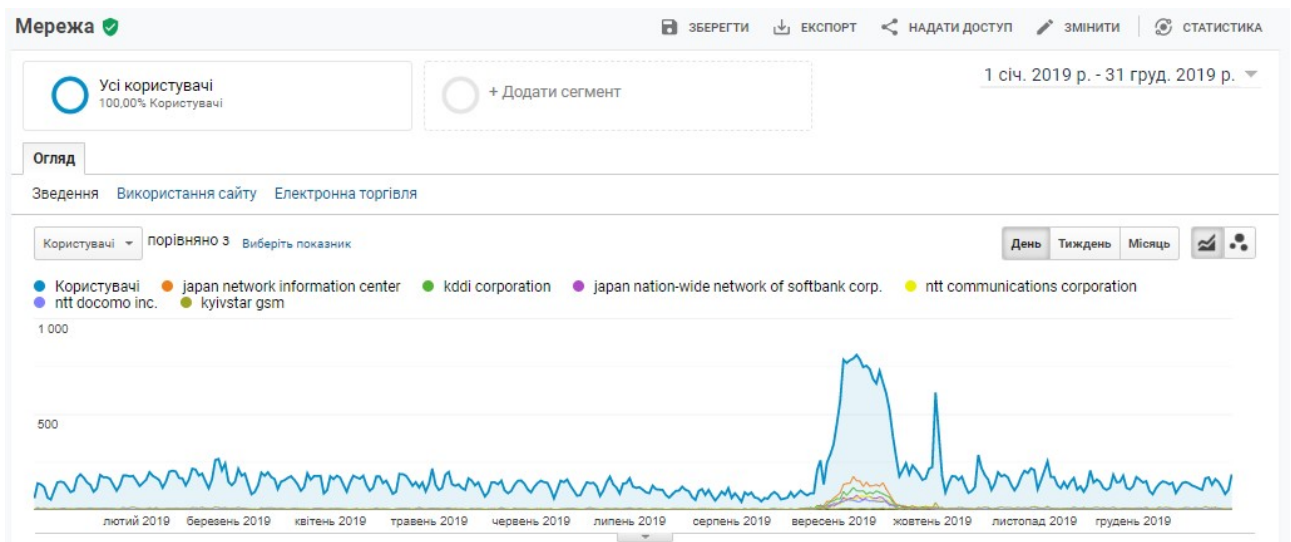 Мережа
ЗБЕРЕГТИ ЕКСПОРТ НАДАТИ ДОСТУП ЗМІНИТИ СТАТИСТИКА
Усі користувачі
100,00% Користувачі
+ Додати сегмент
1 січ. 2019 р. - 31 груд. 2019 р.
Огляд
Зведення Використання сайту Електронна торгівля
Користувачі порівняно з Виберіть показник День Тиждень Місяць
Користувачі japan network information center kddi corporation japan nation-wide network of softbank corp. ntt communications corporation
ntt docomo inc. kyivstar gsm
1 000
500
лютий 2019 березень 2019 квітень 2019 травень 2019 червень 2019 липень 2019 серпень 2019 вересень 2019 жовтень 2019 листопад 2019 грудень 2019